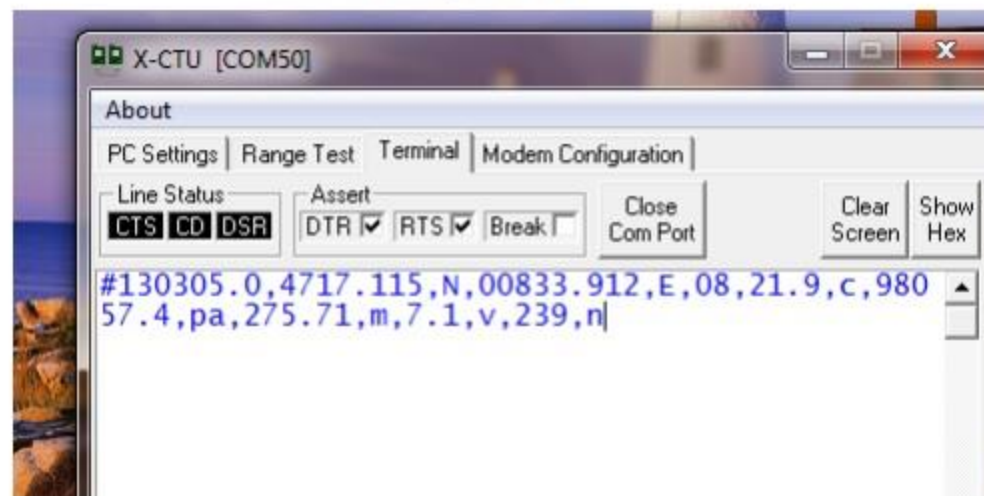 X-CTU [COM50]
About
PC Settings Range Test Terminal Modem Configuration
Line Status Assert
CTS CD DSR DTR RTS Break
Close
Com Port
Clear
Screen
Show
Hex
#130305.0,4717.115,N,00833.912,E,08,21.9,c,980
57.4,pa,275.71,m,7.1,v,239,n